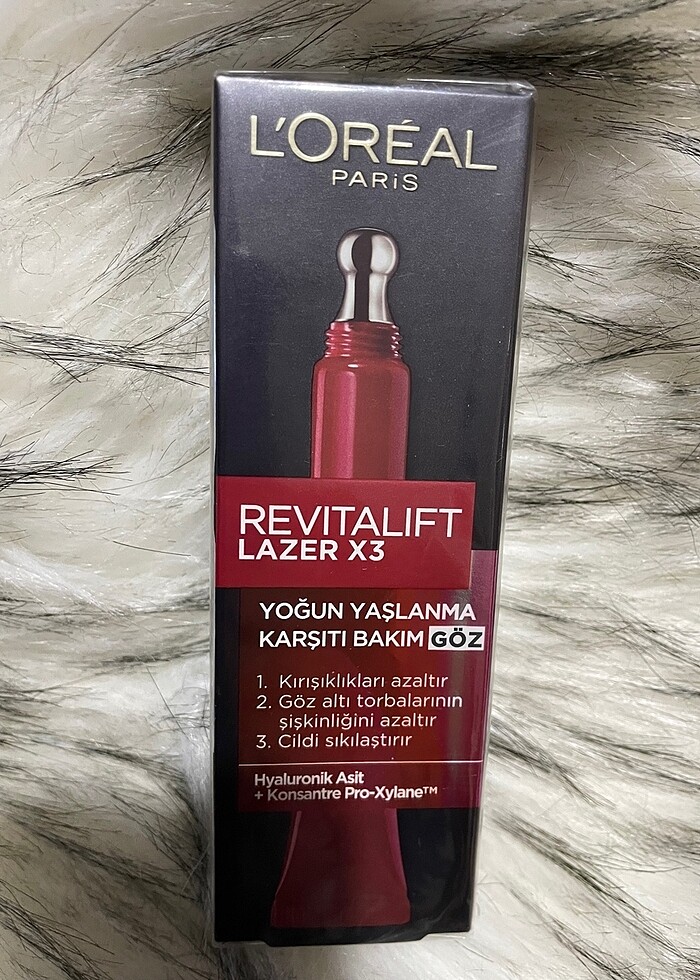 L'ORÉAL
PARiS
REVITALIFT
LAZER X3
YOĞUN YAŞLANMA
KARŞITI BAKIM GÖZ
1. Kırışıklıkları azaltır
2. Göz altı torbalarının
şişkinliğini azaltır
3. Cildi sıkılaştırır
Hyaluronik Asit
+ Konsantre Pro-Xylane™